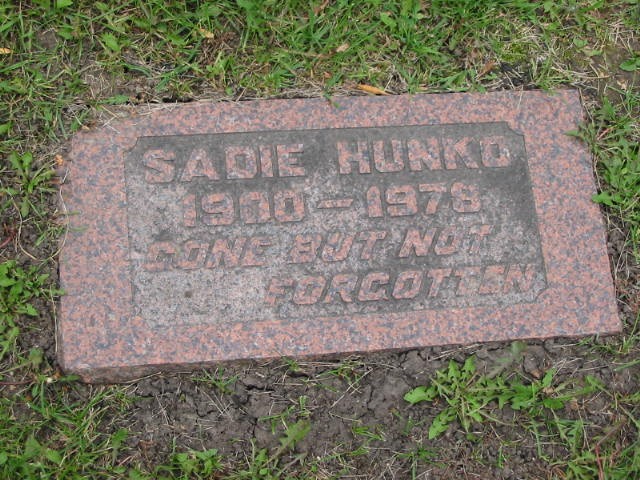 SADIE HUNKO
1900 - 1978
GONE BUT NOT
FORGOTTEN